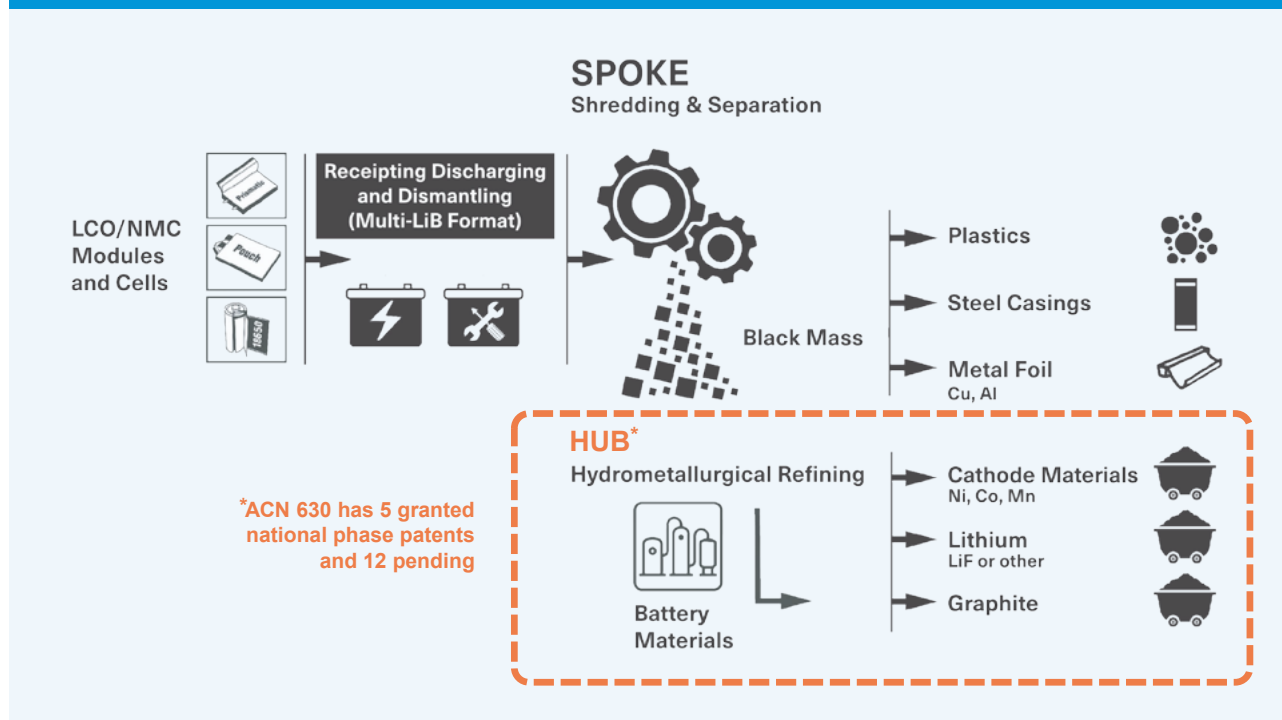 SPOKE
Shredding & Separation
LCO/NMC
Modules
and Cells
Prismatic
Pouch
18650
Receipting Discharging
and Dismantling
(Multi-LiB Format)
Black Mass
Plastics
Steel Casings
Metal Foil
Cu, Al
HUB*
Hydrometallurgical Refining
Battery
Materials
Cathode Materials
Ni, Co, Mn
Lithium
LiF or other
Graphite
*ACN 630 has 5 granted
national phase patents
and 12 pending